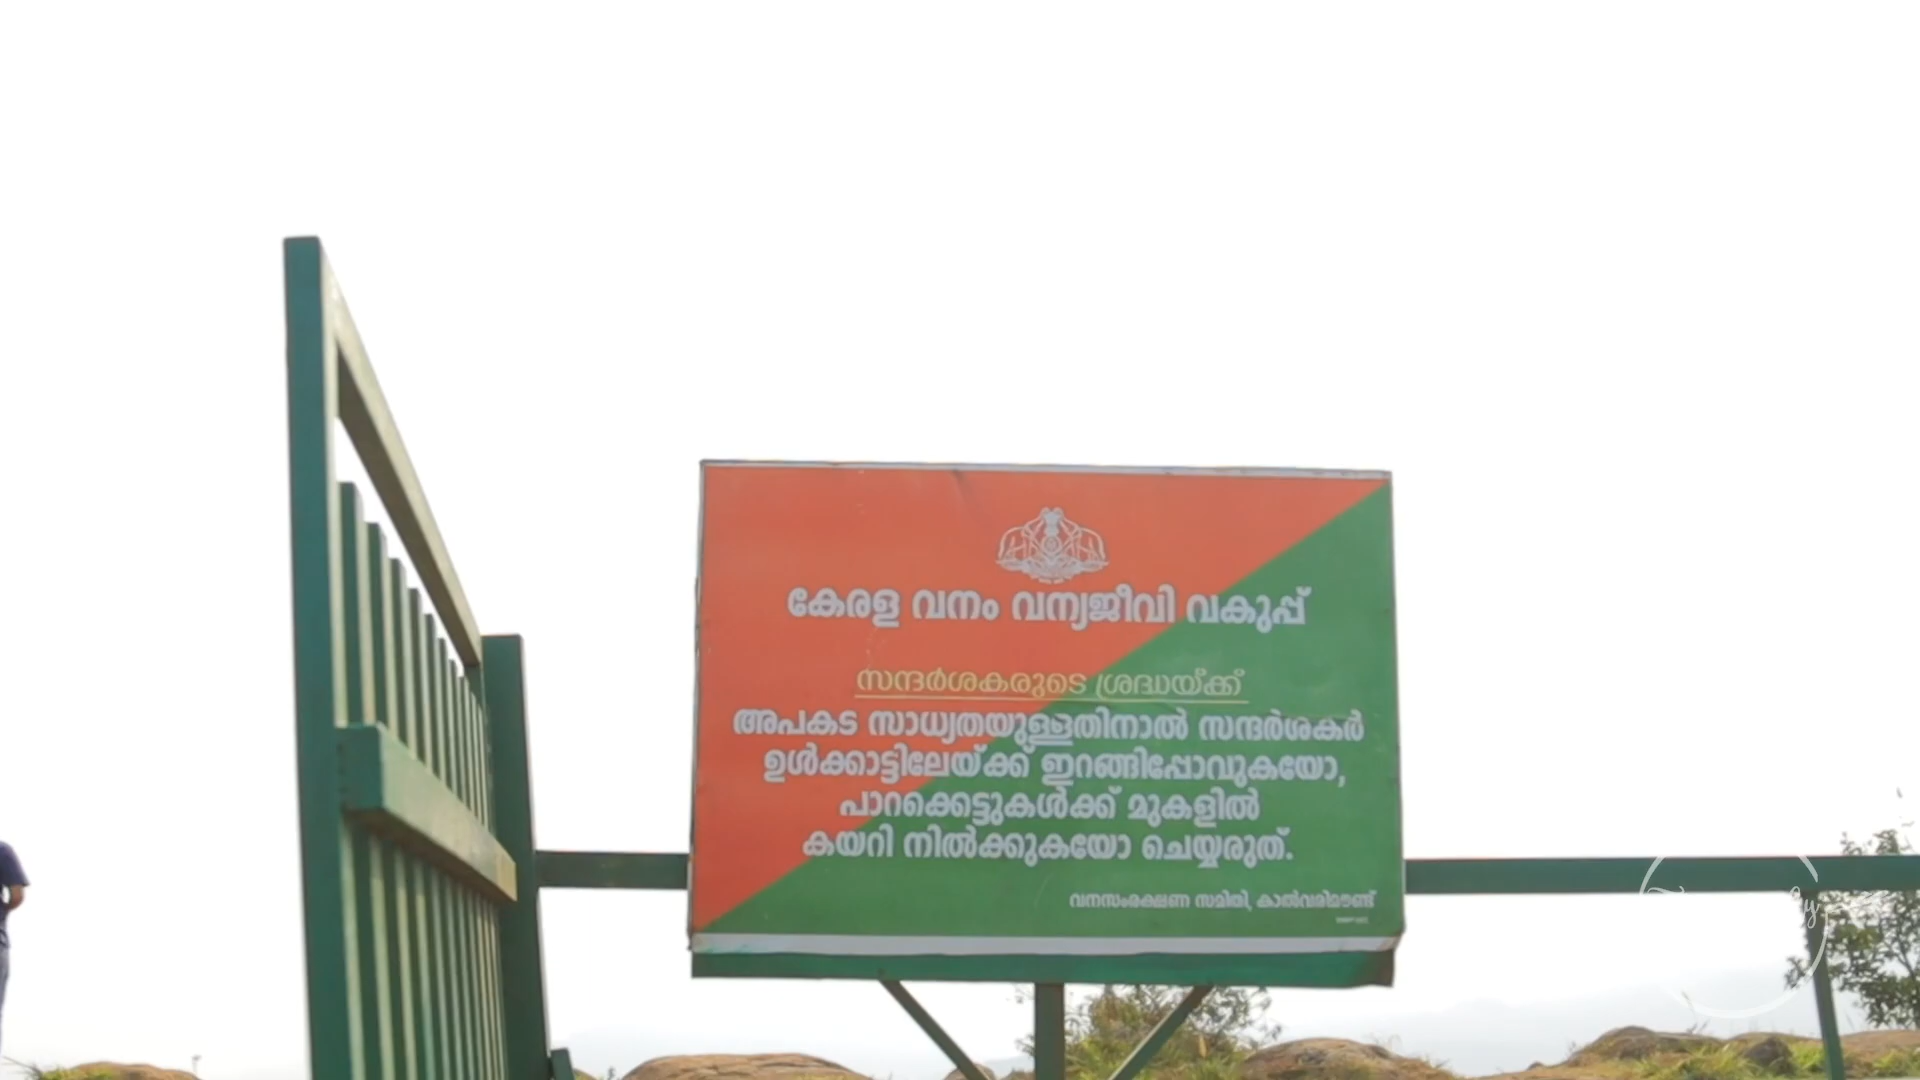 കേരള വനം വന്യജീവി വകുപ്പ്
സന്ദർശകരുടെ ശ്രദ്ധയ്ക്ക്
അപകട സാധ്യതയുള്ളതിനാൽ സന്ദർശകർ
ഉൾക്കാട്ടിലേയ്ക്ക് ഇറങ്ങിപ്പോവുകയോ,
പാറക്കെട്ടുകൾക്ക് മുകളിൽ
കയറി നിൽക്കുകയോ ചെയ്യരുത്.
വനസംരക്ഷണ സമിതി, കാൽവരിമൗണ്ട്